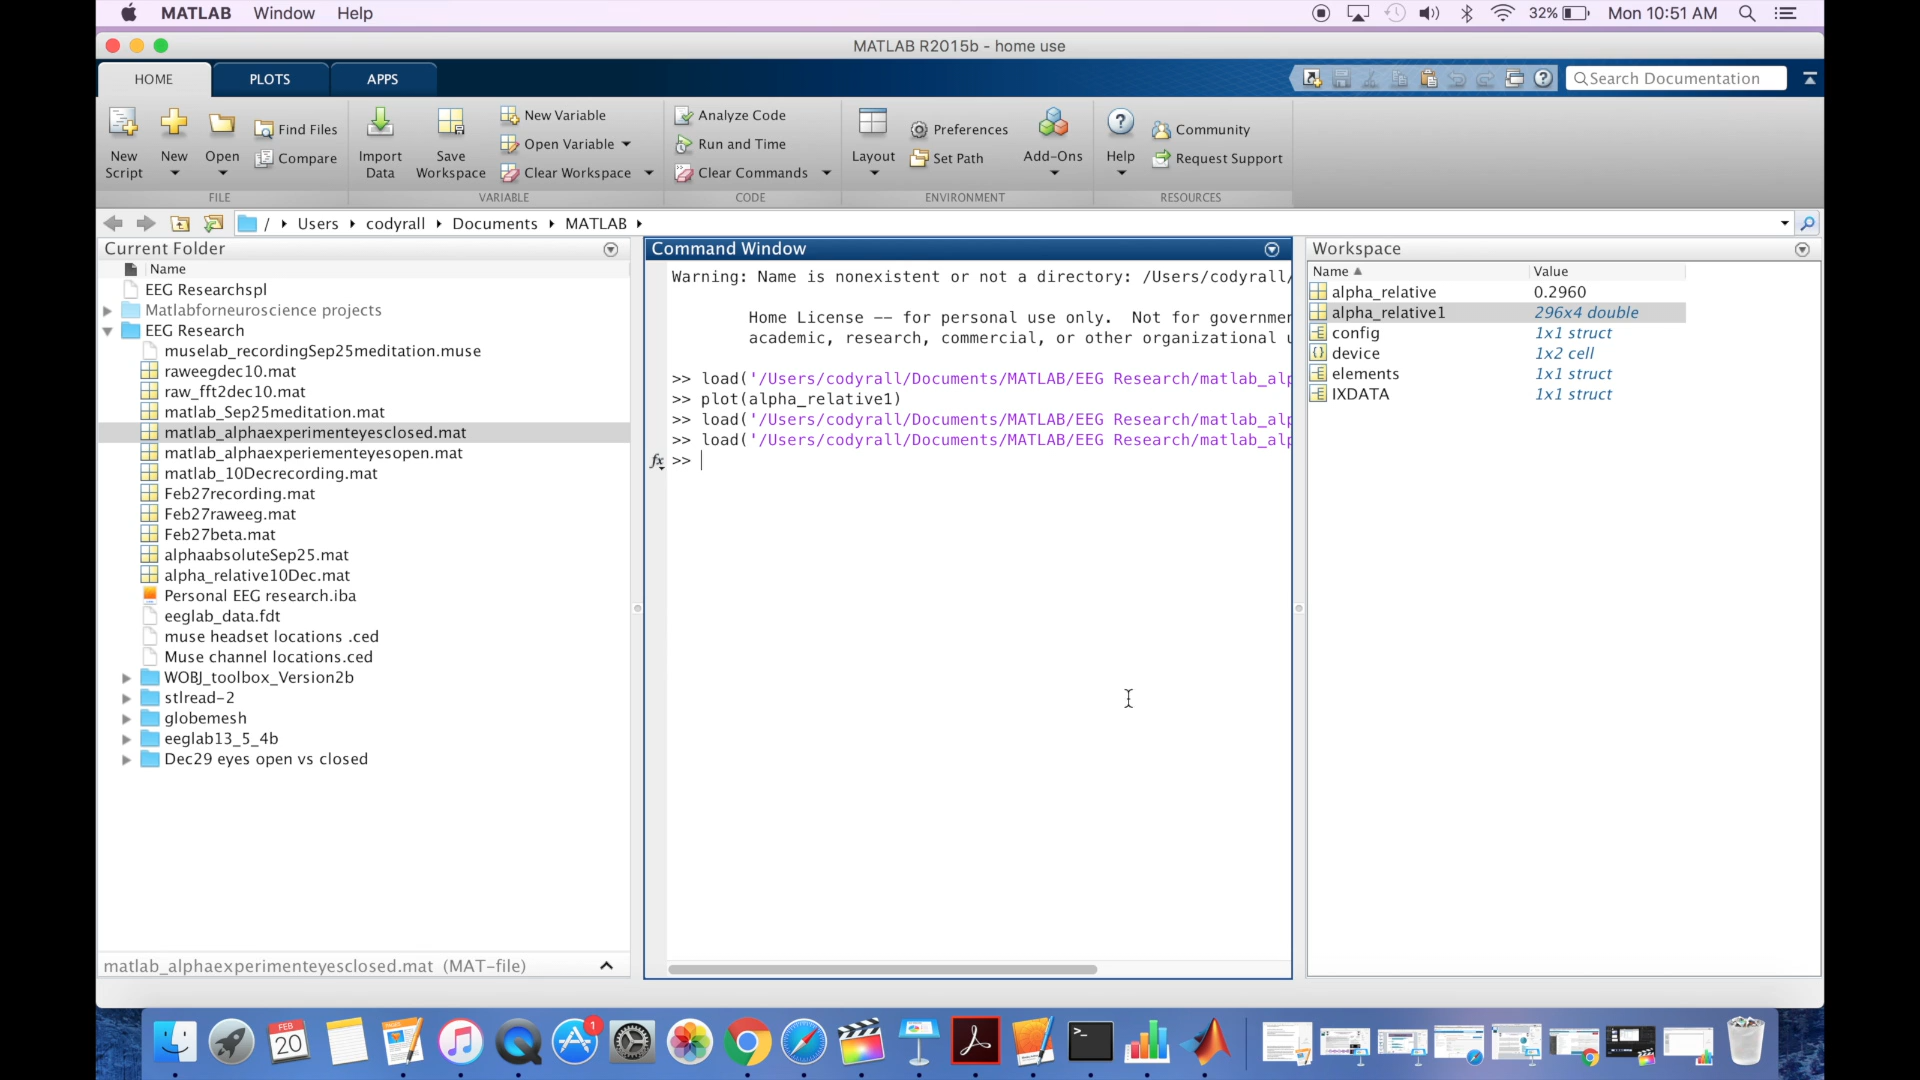 MATLAB Window Help
32% Mon 10:51 AM
MATLAB R2015b - home use
HOME PLOTS APPS
Search Documentation
New Script
New
Open
Find Files
Compare
Import Data
Save Workspace
New Variable
Open Variable
Clear Workspace
Analyze Code
Run and Time
Clear Commands
Layout
Preferences
Set Path
Add-Ons
Help
Community
Request Support
FILE VARIABLE CODE ENVIRONMENT RESOURCES
/ Users codyrall Documents MATLAB
Current Folder
Name
EEG Researchspl
Matlabforneuroscience projects
EEG Research
muselab_recordingSep25meditation.muse
raweegdec10.mat
raw_fft2dec10.mat
matlab_Sep25meditation.mat
matlab_alphaexperimenteyesclosed.mat
matlab_alphaexperiementeyesopen.mat
matlab_10Decrecording.mat
Feb27recording.mat
Feb27raweeg.mat
Feb27beta.mat
alphaabsoluteSep25.mat
alpha_relative10Dec.mat
Personal EEG research.iba
eeglab_data.fdt
muse headset locations .ced
Muse channel locations.ced
WOBJ_toolbox_Version2b
stlread-2
globemesh
eeglab13_5_4b
Dec29 eyes open vs closed
matlab_alphaexperimenteyesclosed.mat (MAT-file)
Command Window
Warning: Name is nonexistent or not a directory: /Users/codyrall/
Home License -- for personal use only. Not for governmen
academic, research, commercial, or other organizational u
>> load('/Users/codyrall/Documents/MATLAB/EEG Research/matlab_alp
>> plot(alpha_relative1)
>> load('/Users/codyrall/Documents/MATLAB/EEG Research/matlab_alp
>> load('/Users/codyrall/Documents/MATLAB/EEG Research/matlab_alp
fx >>
Workspace
Name Value
alpha_relative 0.2960
alpha_relative1 296x4 double
config 1x1 struct
device 1x2 cell
elements 1x1 struct
IXDATA 1x1 struct
FEB
20
1